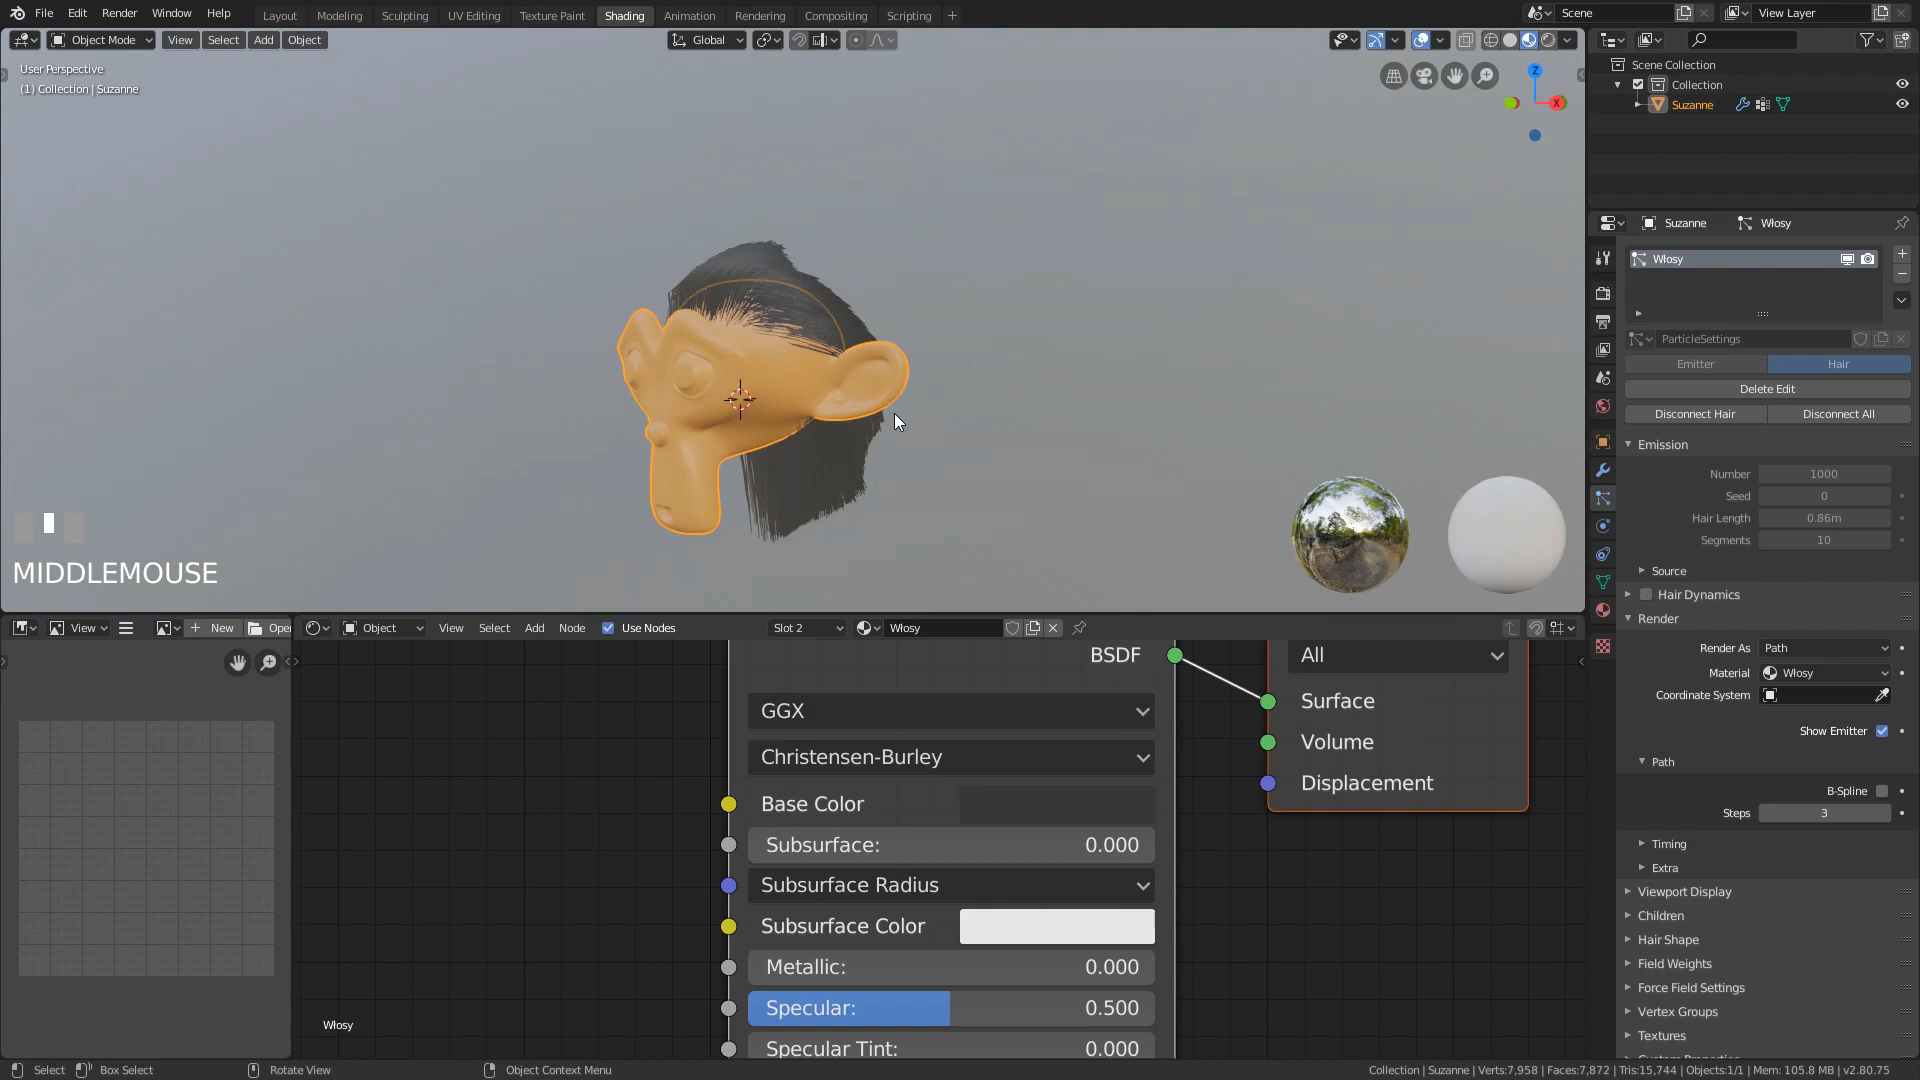 File Edit Render Window Help Layout Modeling Sculpting UV Editing Texture Paint Shading Animation Rendering Compositing Scripting + Scene View Layer
Object Mode View Select Add Object Global
User Perspective
(1) Collection | Suzanne
Z
X
Scene Collection
Collection
Suzanne
Suzanne Włosy
Włosy
ParticleSettings
Emitter Hair
Delete Edit
Disconnect Hair Disconnect All
Emission
Number 1000
Seed 0
Hair Length 0.86m
Segments 10
Source
Hair Dynamics
Render
Render As Path
Material Włosy
Coordinate System
Show Emitter
Path
B-Spline
Steps 3
Timing
Extra
Viewport Display
Children
Hair Shape
Field Weights
Force Field Settings
Vertex Groups
Textures
MIDDLEMOUSE
View + New Open
Object View Select Add Node Use Nodes Slot 2 Włosy
BSDF
GGX
Christensen-Burley
Base Color
Subsurface: 0.000
Subsurface Radius
Subsurface Color
Metallic: 0.000
Specular: 0.500
Specular Tint: 0.000
All
Surface
Volume
Displacement
Włosy
Select Box Select Rotate View Object Context Menu
Collection | Suzanne | Verts:7,958 | Faces:7,872 | Tris:15,744 | Objects:1/1 | Mem: 105.8 MB | v2.80.75